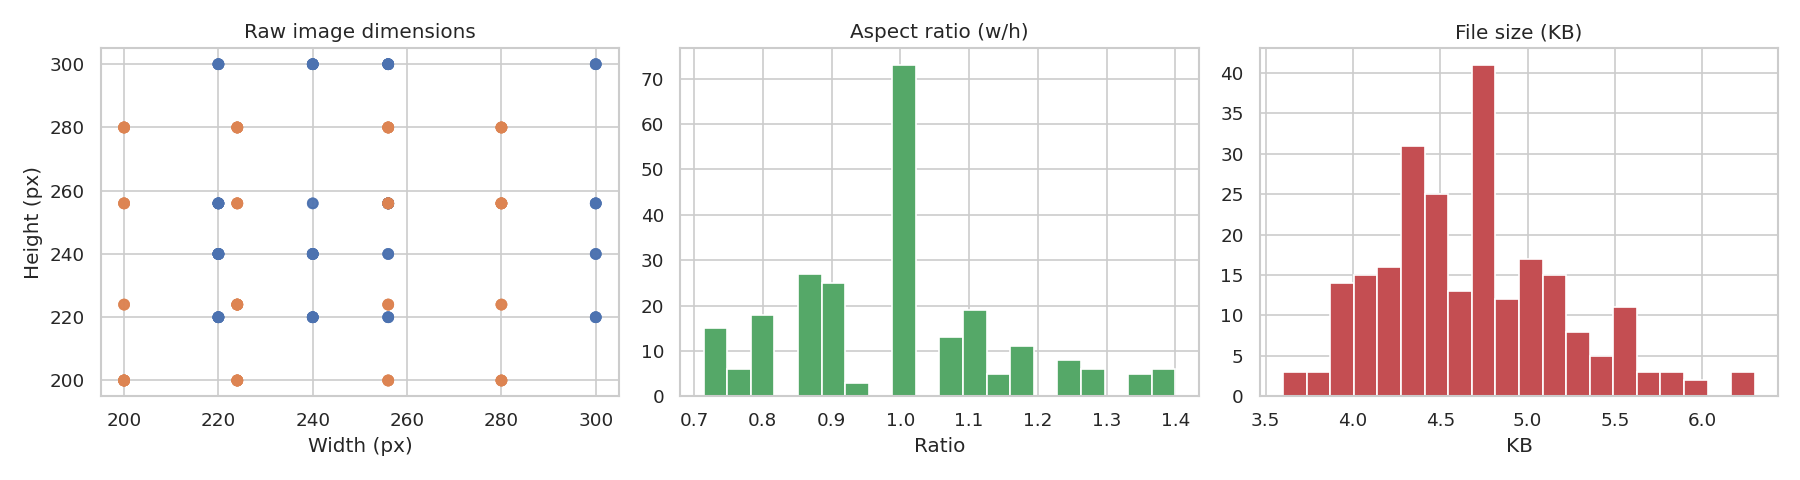 Raw image dimensions
300
280
260
240
220
200
Height (px)
200 220 240 260 280 300
Width (px)
Aspect ratio (w/h)
70
60
50
40
30
20
10
0
0.7 0.8 0.9 1.0 1.1 1.2 1.3 1.4
Ratio
File size (KB)
40
35
30
25
20
15
10
5
0
3.5 4.0 4.5 5.0 5.5 6.0
KB